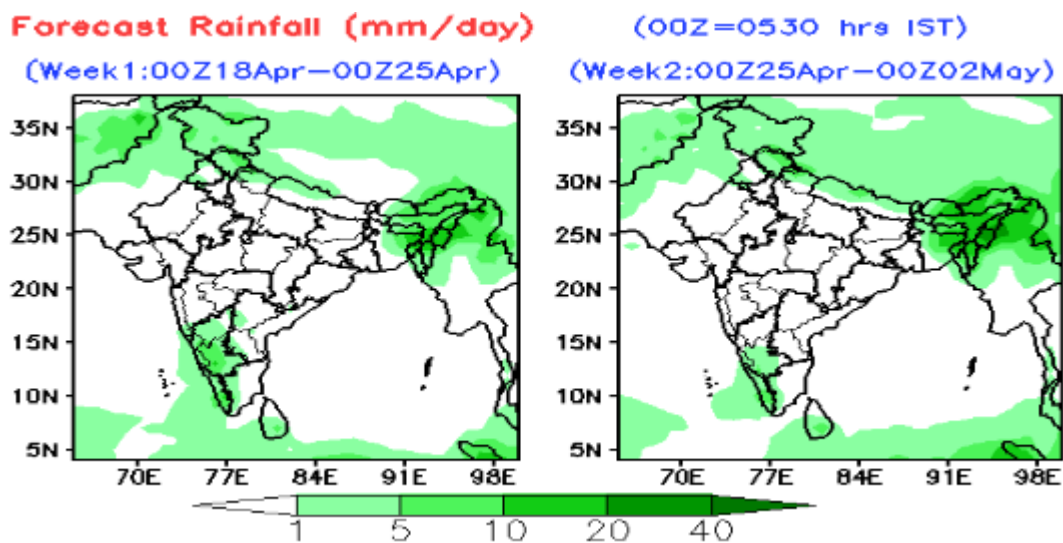 Forecast Rainfall (mm/day) (00Z=0530 hrs IST)
(Week1:00Z18Apr−00Z25Apr) (Week2:00Z25Apr−00Z02May)
35N 35N
30N 30N
25N 25N
20N 20N
15N 15N
10N 10N
5N 5N
70E 77E 84E 91E 98E 70E 77E 84E 91E 98E
1 5 10 20 40